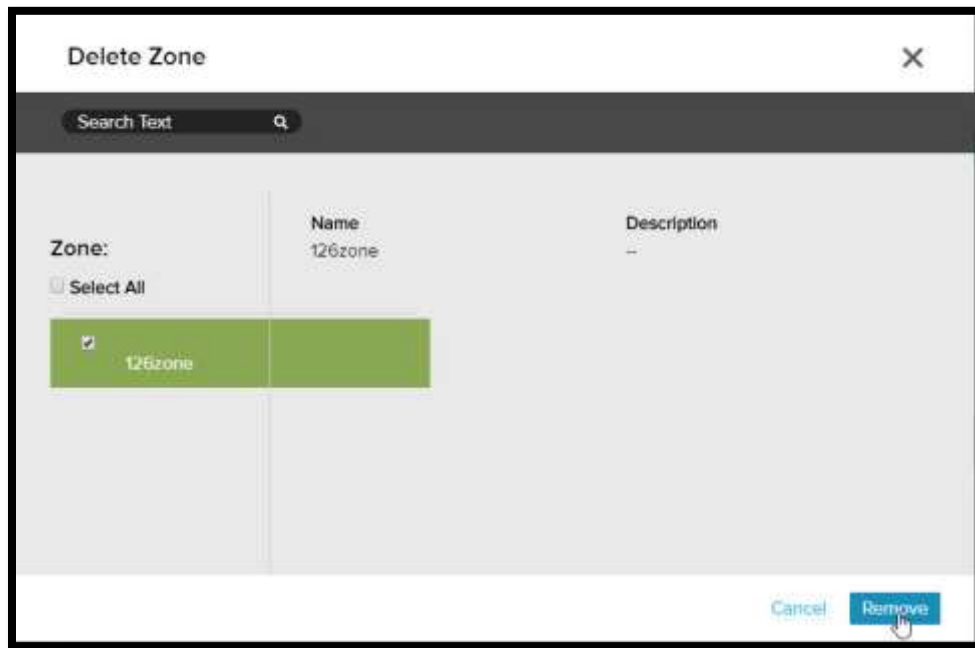 Delete Zone
Search Text
Zone:
Select All
126zone
Name
126zone
Description
--
Cancel
Remove